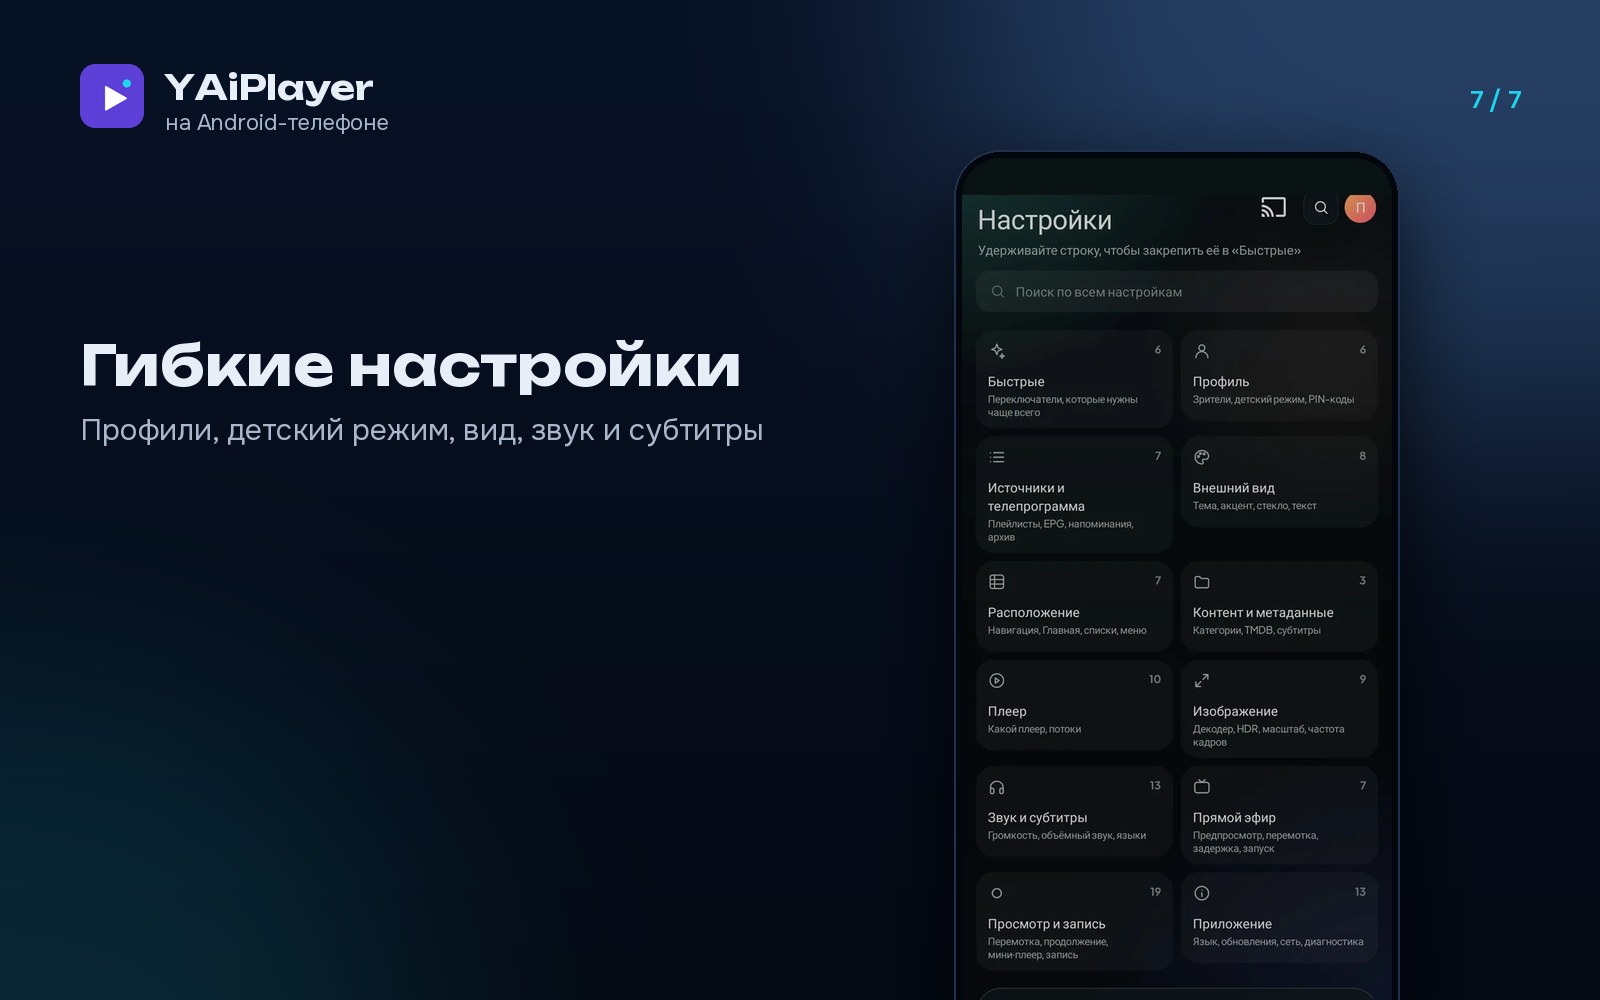 YAiPlayer
на Android-телефоне
7 / 7
Гибкие настройки
Профили, детский режим, вид, звук и субтитры
Настройки
П
Удерживайте строку, чтобы закрепить её в «Быстрые»
Поиск по всем настройкам
6
Быстрые
Переключатели, которые нужны
чаще всего
6
Профиль
Зрители, детский режим, PIN-коды
7
Источники и
телепрограмма
Плейлисты, EPG, напоминания,
архив
8
Внешний вид
Тема, акцент, стекло, текст
7
Расположение
Навигация, Главная, списки, меню
3
Контент и метаданные
Категории, TMDB, субтитры
10
Плеер
Какой плеер, потоки
9
Изображение
Декодер, HDR, масштаб, частота
кадров
13
Звук и субтитры
Громкость, объёмный звук, языки
7
Прямой эфир
Предпросмотр, перемотка,
задержка, запуск
19
Просмотр и запись
Перемотка, продолжение,
мини-плеер, запись
13
Приложение
Язык, обновления, сеть, диагностика